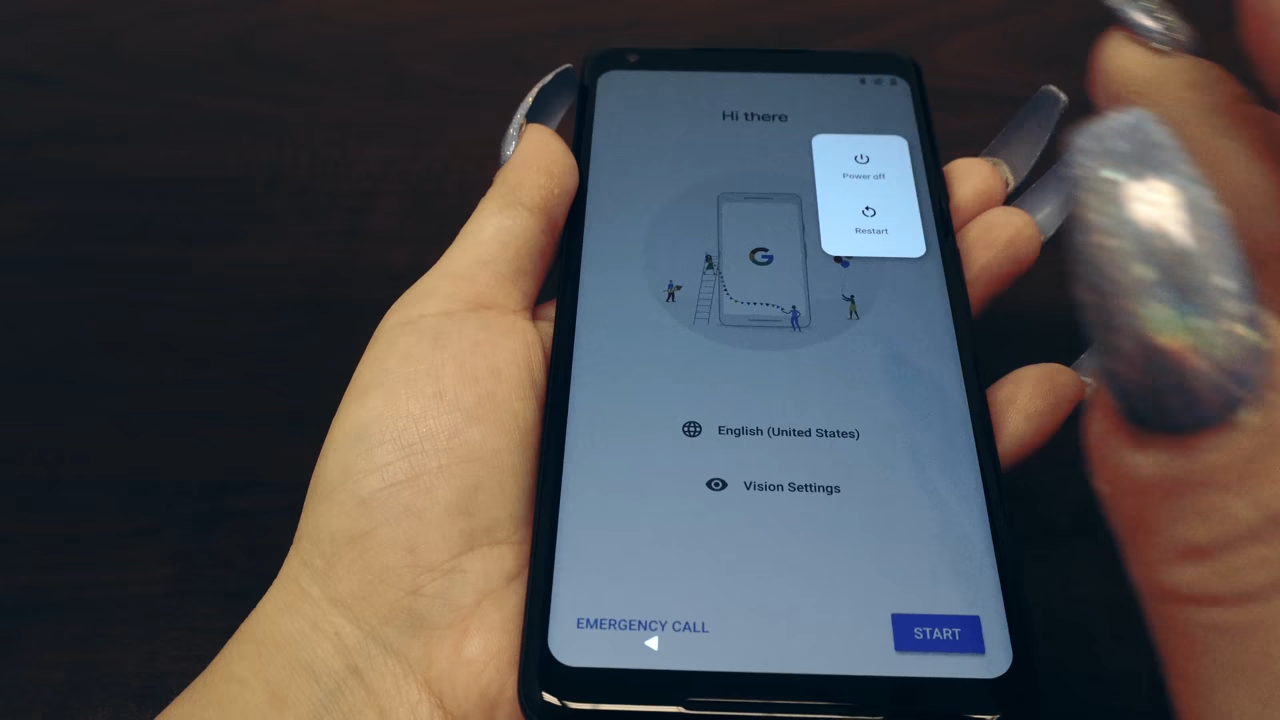 Hi there
Power off
Restart
G
English (United States)
Vision Settings
EMERGENCY CALL
START